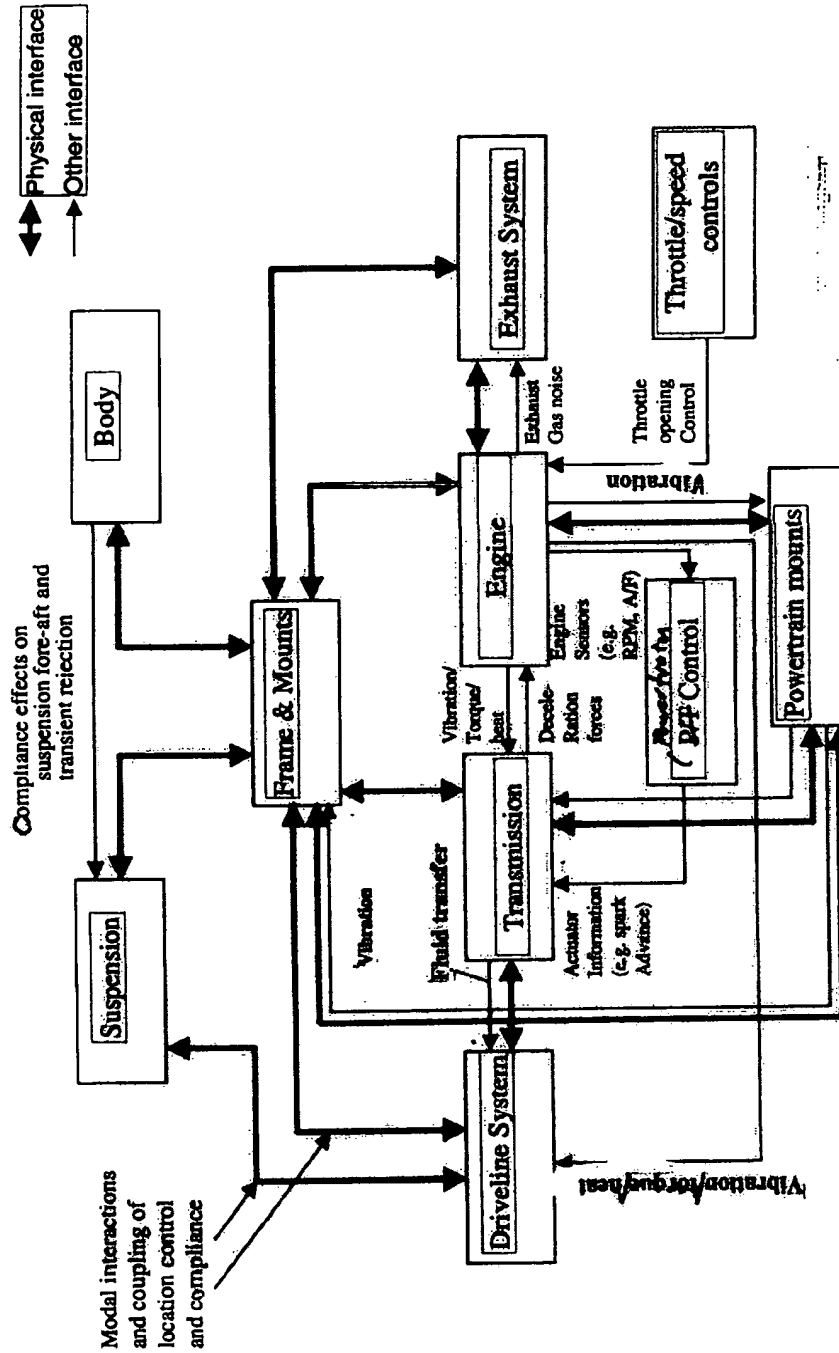 Physical interface
Other interface
Compliance effects on
suspension fore-aft and
transient rejection
Body
Suspension
Modal interactions
and coupling of
location control
and compliance
Frame & Mounts
Vibration
Fluid transfer
Vibration/
Torque/
heat
Decele-
Ration
forces
Exhaust
Gas noise
Driveline System
Transmission
Engine
Exhaust System
Actuator
Information
(e.g. spark
Advance)
Engine
Sensors
(e.g.
RPM, A/F)
Throttle
opening
Control
Vibration
Throttle/speed
controls
P/T Control
Powertrain mounts
Vibration/torque/heat